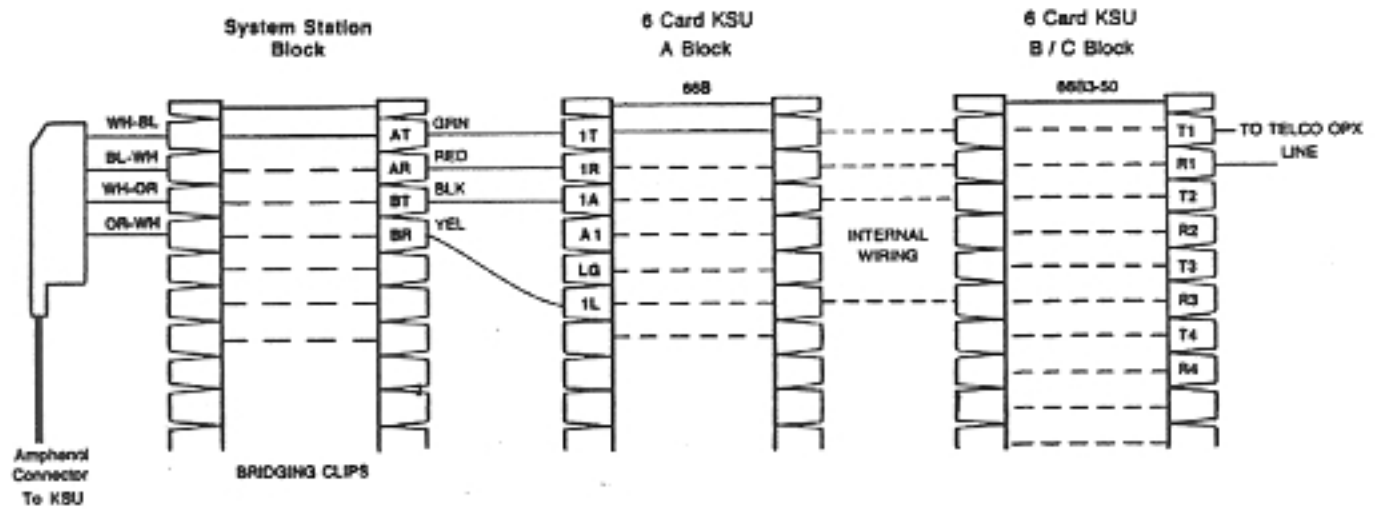 System Station
Block
6 Card KSU
A Block
6 Card KSU
B / C Block
66B
66B3-50
WH-BL
BL-WH
WH-OR
OR-WH
AT
AR
BT
BR
GRN
RED
BLK
YEL
1T
1R
1A
A1
LG
1L
INTERNAL
WIRING
T1
R1
T2
R2
T3
R3
T4
R4
TO TELCO OPX
LINE
Amphenol
Connector
To KSU
BRIDGING CLIPS